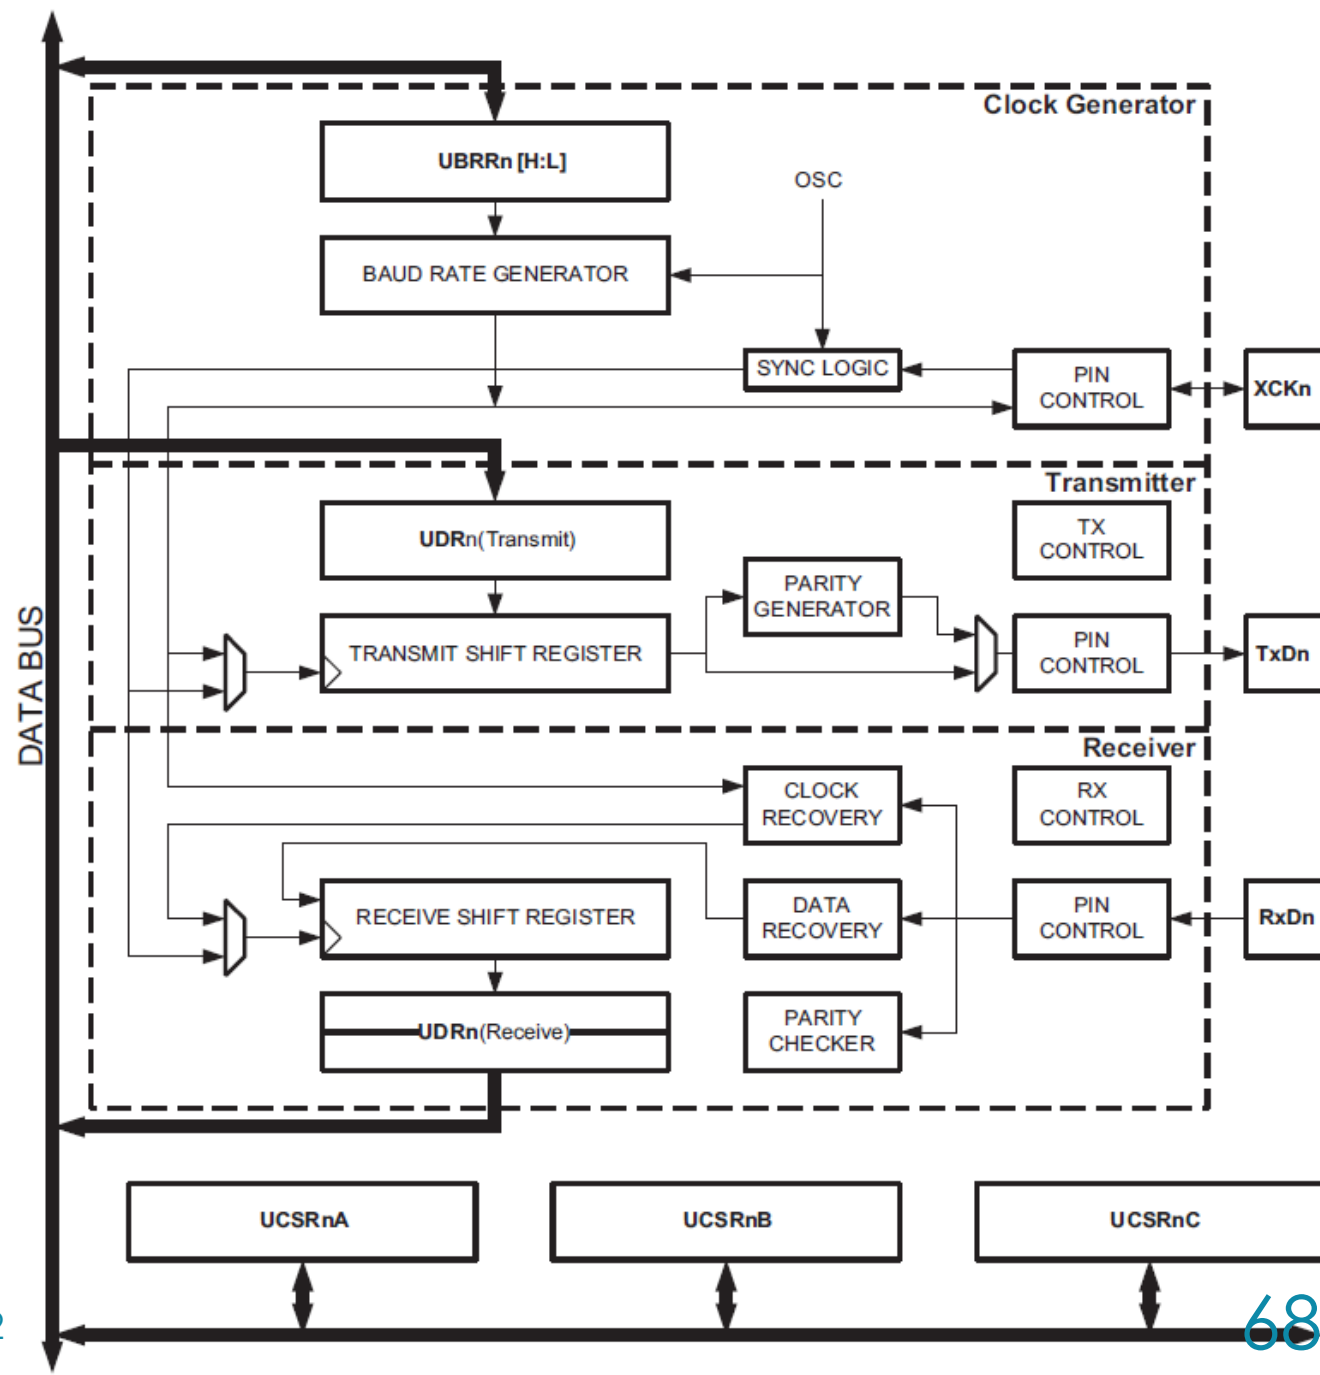 Clock Generator
UBRRn [H:L]
OSC
BAUD RATE GENERATOR
SYNC LOGIC
PIN
CONTROL
XCKn
Transmitter
UDRn(Transmit)
TX
CONTROL
PARITY
GENERATOR
TRANSMIT SHIFT REGISTER
PIN
CONTROL
TxDn
DATA BUS
Receiver
CLOCK
RECOVERY
RX
CONTROL
RECEIVE SHIFT REGISTER
DATA
RECOVERY
PIN
CONTROL
RxDn
UDRn(Receive)
PARITY
CHECKER
UCSRnA
UCSRnB
UCSRnC
68